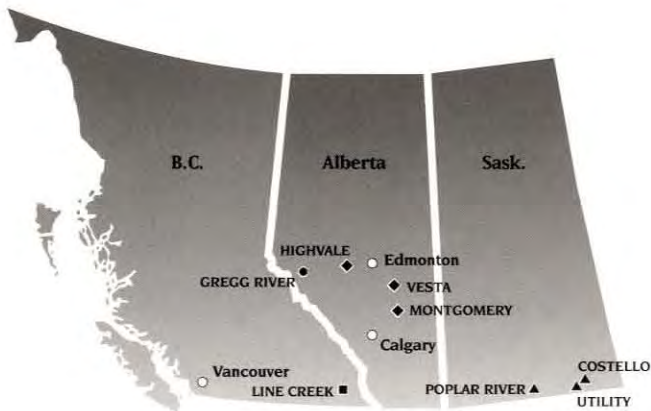 B.C.
Alberta
Sask.
HIGHVALE
Edmonton
GREGG RIVER
VESTA
MONTGOMERY
Calgary
Vancouver
COSTELLO
LINE CREEK
POPLAR RIVER
UTILITY